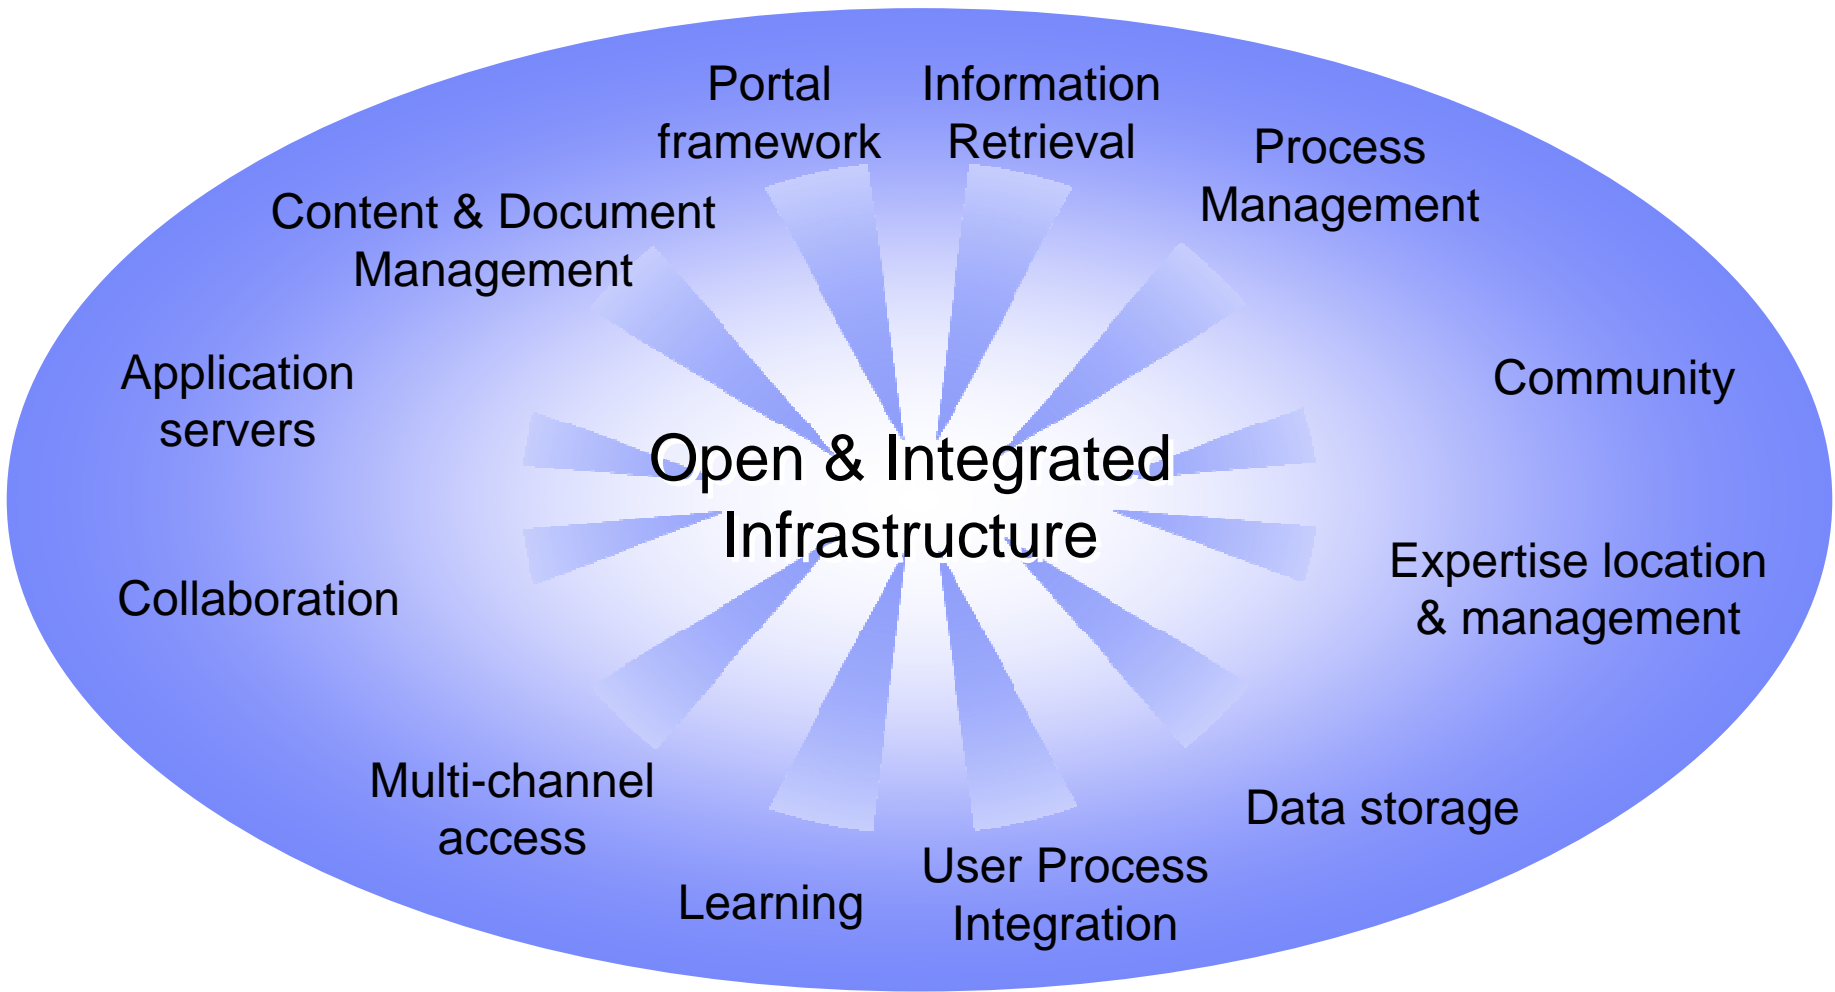 Portal
framework
Information
Retrieval
Process
Management
Content & Document
Management
Application
servers
Community
Open & Integrated
Infrastructure
Collaboration
Expertise location
& management
Multi-channel
access
Data storage
Learning
User Process
Integration